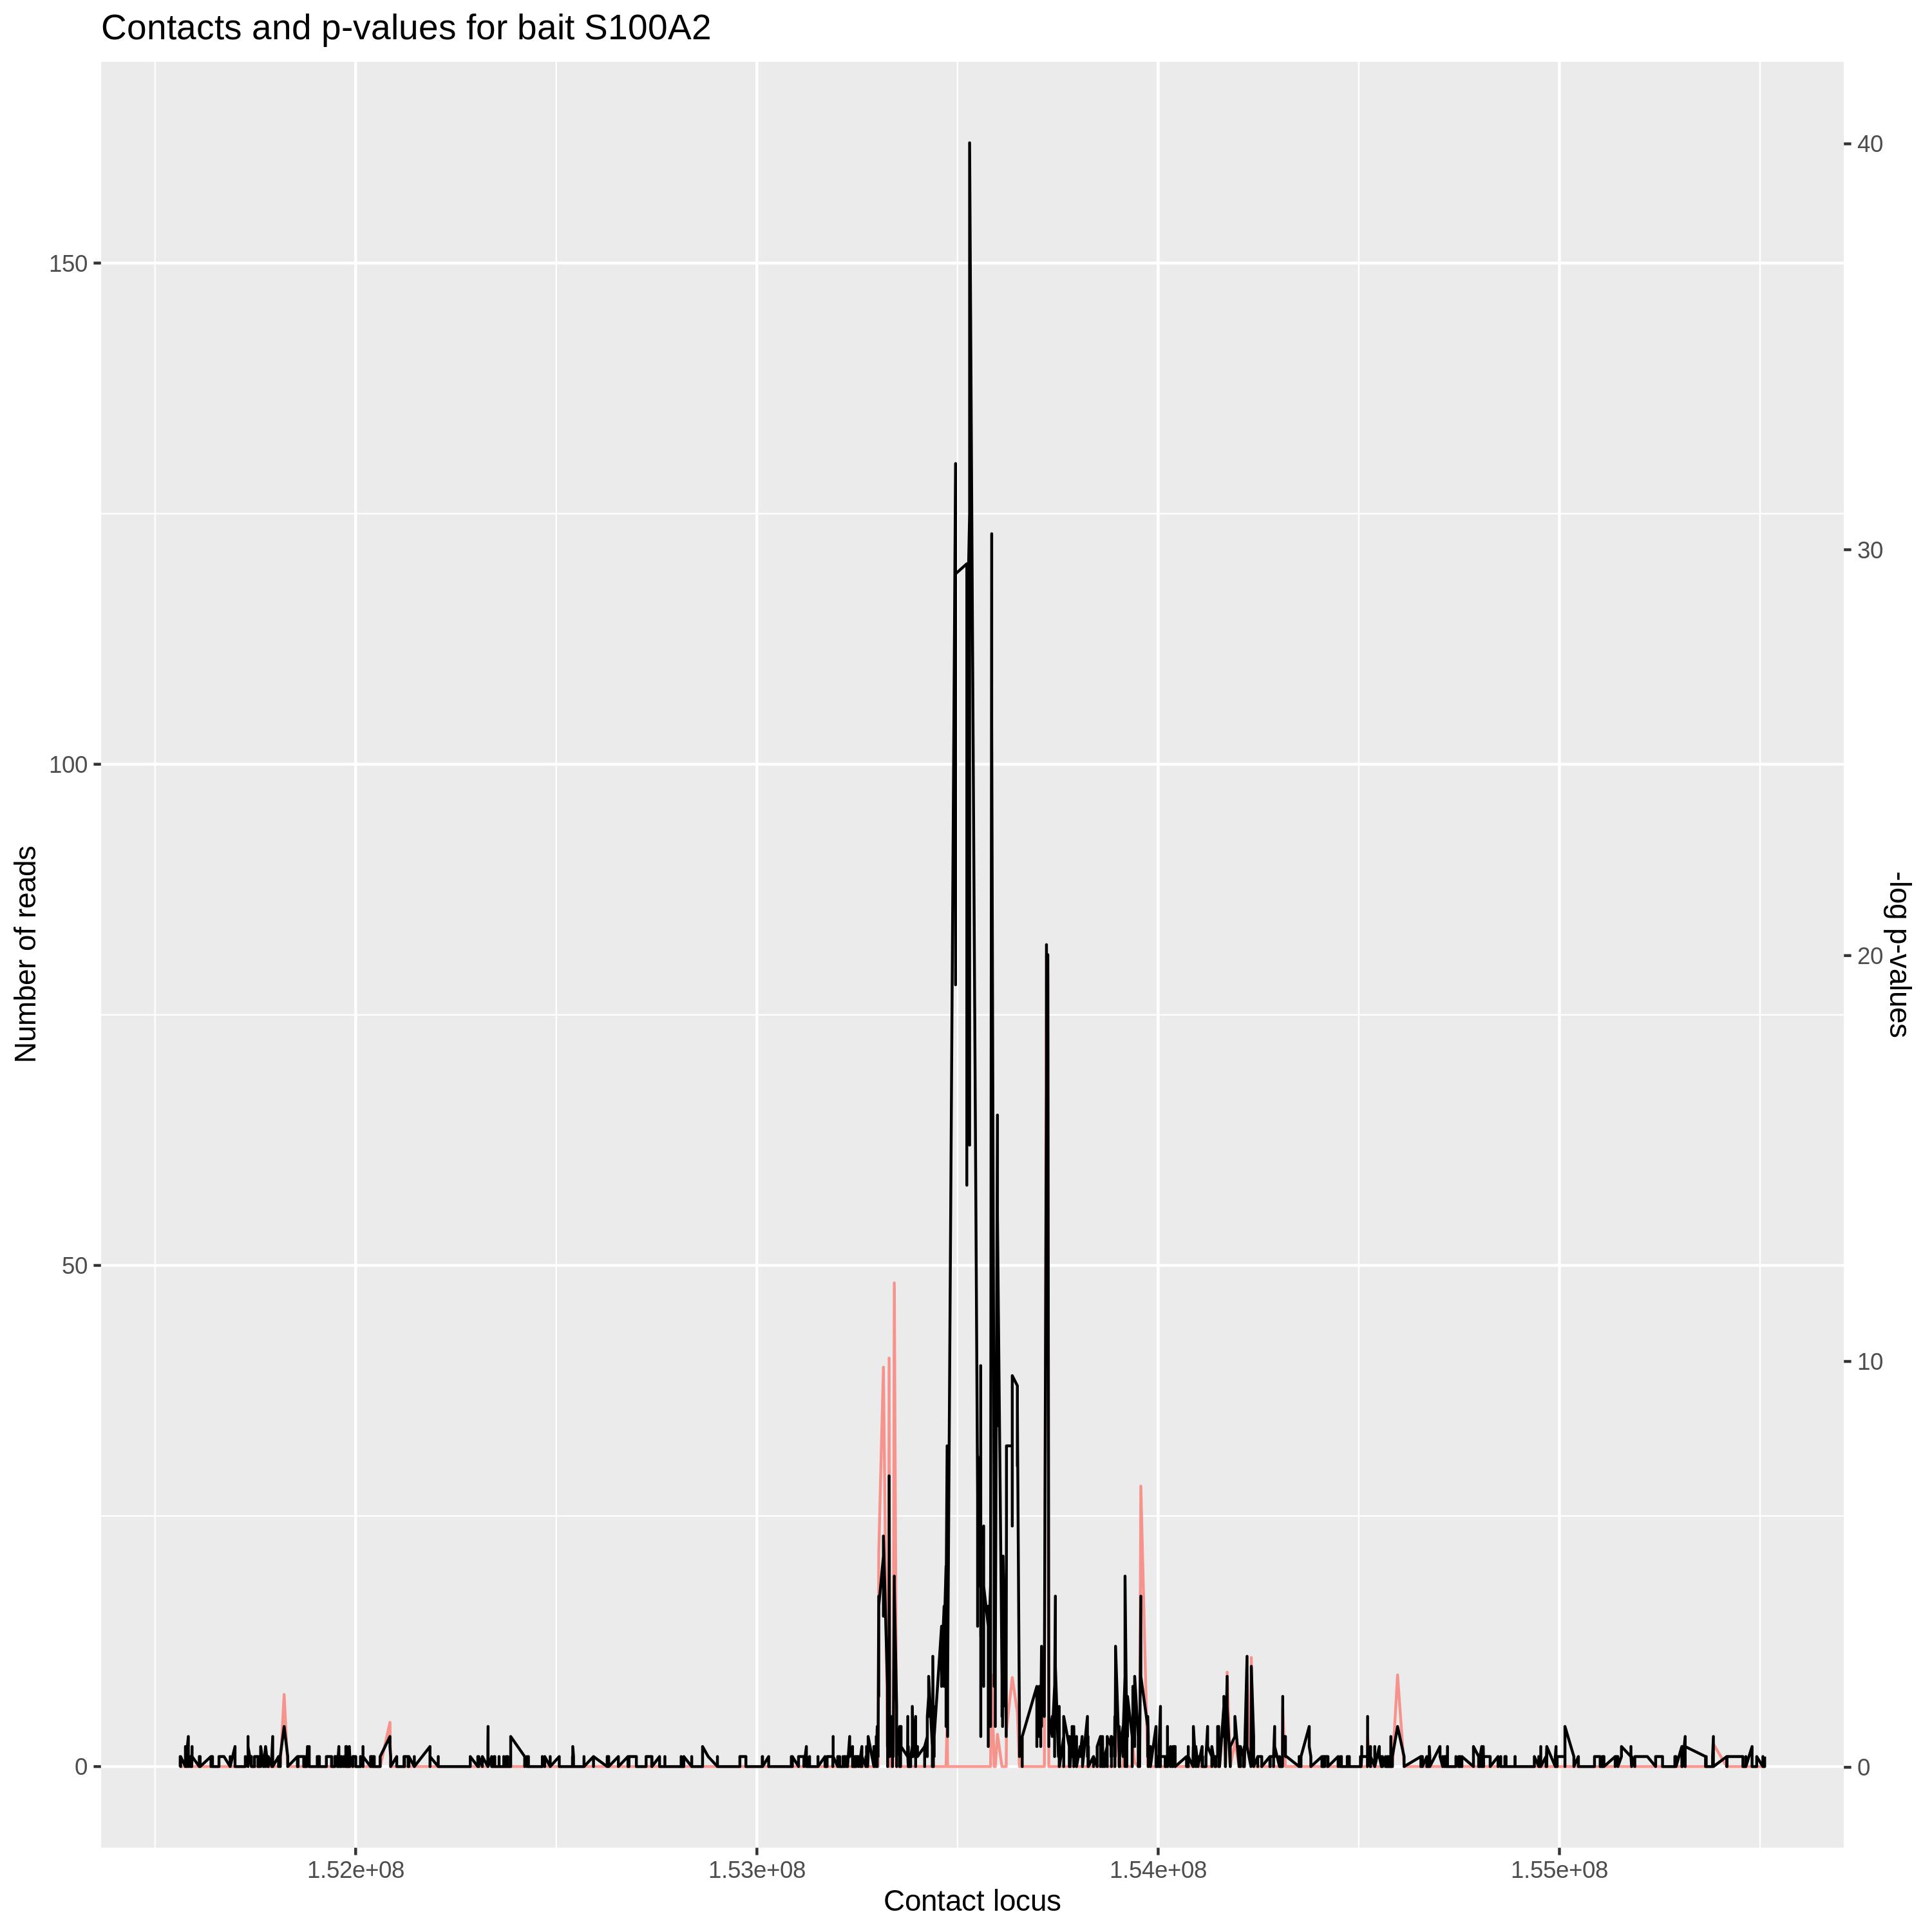 Contacts and p-values for bait S100A2
150
100
50
0
Number of reads
40
30
20
10
0
-log p-values
1.52e+08
1.53e+08
1.54e+08
1.55e+08
Contact locus